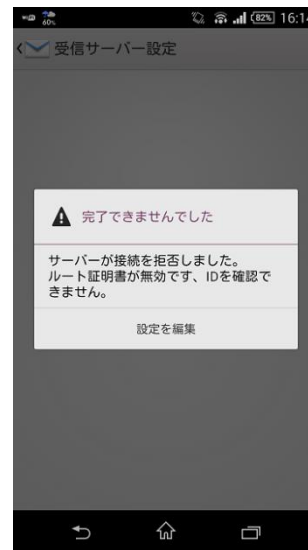 60%
82% 16:14
受信サーバー設定
完了できませんでした
サーバーが接続を拒否しました。
ルート証明書が無効です、IDを確認で
きません。
設定を編集